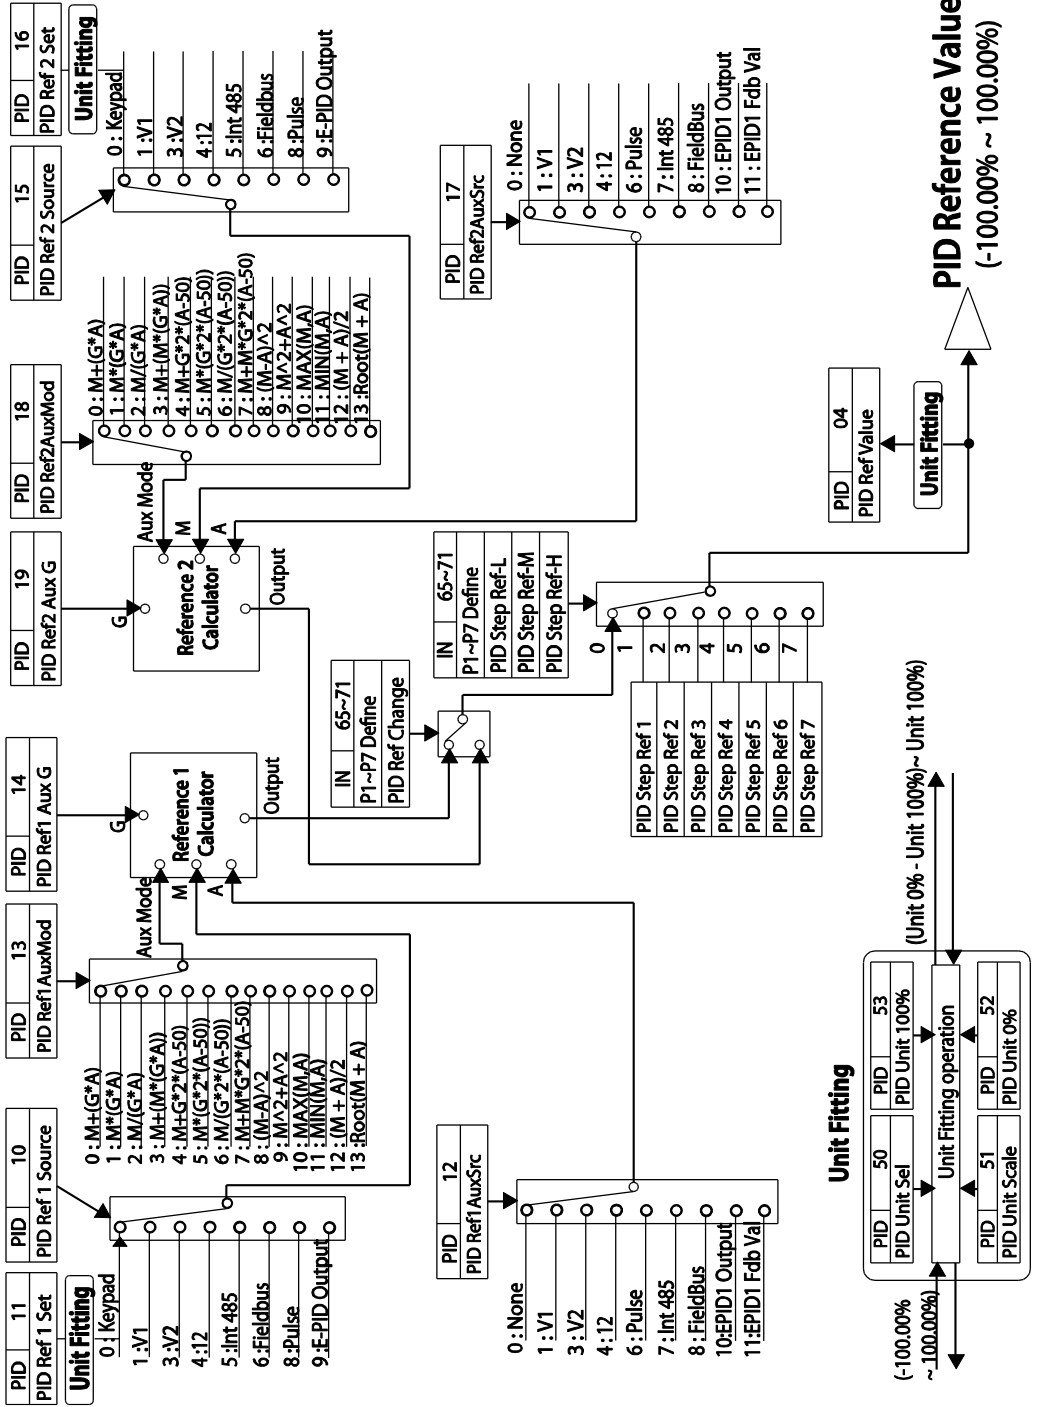 PID 11
PID Ref 1 Set
Unit Fitting
PID 10
PID Ref 1 Source
0 : Keypad
1 :V1
3 :V2
4 :12
5 :Int 485
6 :Fieldbus
8 :Pulse
9 :E-PID Output
PID 13
PID Ref1AuxMod
0 : M+(G*A)
1 : M*(G*A)
2 : M/(G*A)
3 : M+(M*(G*A))
4 : M+G*2*(A-50)
5 : M*(G*2*(A-50))
6 : M/(G*2*(A-50))
7 : M+M*G*2*(A-50)
8 : (M-A)^2
9 : M^2+A^2
10 : MAX(M,A)
11 : MIN(M,A)
12 : (M + A)/2
13 :Root(M + A)
PID 14
PID Ref1 Aux G
Aux Mode
M
A
G
Reference 1
Calculator
Output
PID 12
PID Ref1AuxSrc
0 : None
1 : V1
3 : V2
4 : 12
6 : Pulse
7 : Int 485
8 : FieldBus
10:EPID1 Output
11:EPID1 Fdb Val
PID 19
PID Ref2 Aux G
G
Reference 2
Calculator
Output
Aux Mode
M
A
PID 18
PID Ref2AuxMod
0 : M+(G*A)
1 : M*(G*A)
2 : M/(G*A)
3 : M+(M*(G*A))
4 : M+G*2*(A-50)
5 : M*(G*2*(A-50))
6 : M/(G*2*(A-50))
7 : M+M*G*2*(A-50)
8 : (M-A)^2
9 : M^2+A^2
10 : MAX(M,A)
11 : MIN(M,A)
12 : (M + A)/2
13 :Root(M + A)
PID 15
PID Ref 2 Source
PID 16
PID Ref 2 Set
Unit Fitting
0 : Keypad
1 :V1
3 :V2
4 :12
5 :Int 485
6 :Fieldbus
8 :Pulse
9 :E-PID Output
PID 17
PID Ref2AuxSrc
0 : None
1 : V1
3 : V2
4 : 12
6 : Pulse
7 : Int 485
8 : FieldBus
10 : EPID1 Output
11 : EPID1 Fdb Val
IN 65~71
P1~P7 Define
PID Ref Change
IN 65~71
P1~P7 Define
PID Step Ref-L
PID Step Ref-M
PID Step Ref-H
0
1
2
3
4
5
6
7
PID Step Ref 1
PID Step Ref 2
PID Step Ref 3
PID Step Ref 4
PID Step Ref 5
PID Step Ref 6
PID Step Ref 7
PID 04
PID Ref Value
Unit Fitting
PID Reference Value
(-100.00% ~ 100.00%)
Unit Fitting
PID 50
PID Unit Sel
PID 53
PID Unit 100%
Unit Fitting operation
PID 51
PID Unit Scale
PID 52
PID Unit 0%
(-100.00%
~ 100.00%)
(Unit 0% - Unit 100%)~ Unit 100%)